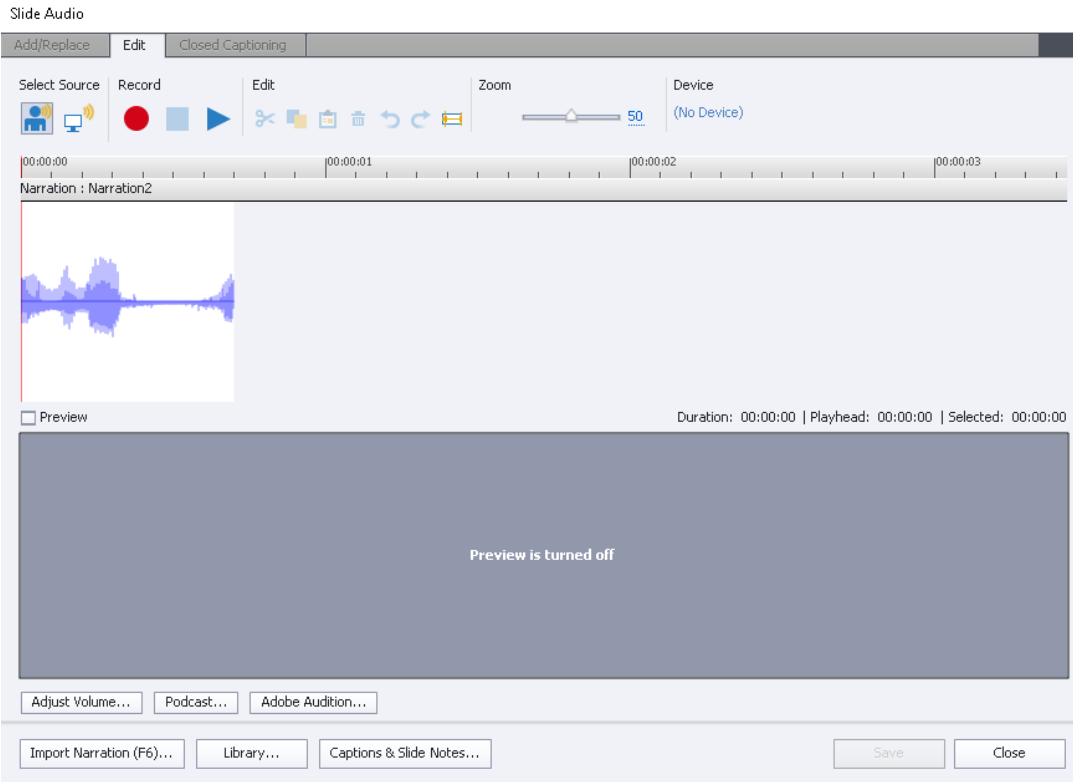 Slide Audio
Add/Replace Edit Closed Captioning
Select Source Record Edit Zoom Device
50 (No Device)
00:00:00 00:00:01 00:00:02 00:00:03
Narration : Narration2
Preview Duration: 00:00:00 | Playhead: 00:00:00 | Selected: 00:00:00
Preview is turned off
Adjust Volume... Podcast... Adobe Audition...
Import Narration (F6)... Library... Captions & Slide Notes... Save Close